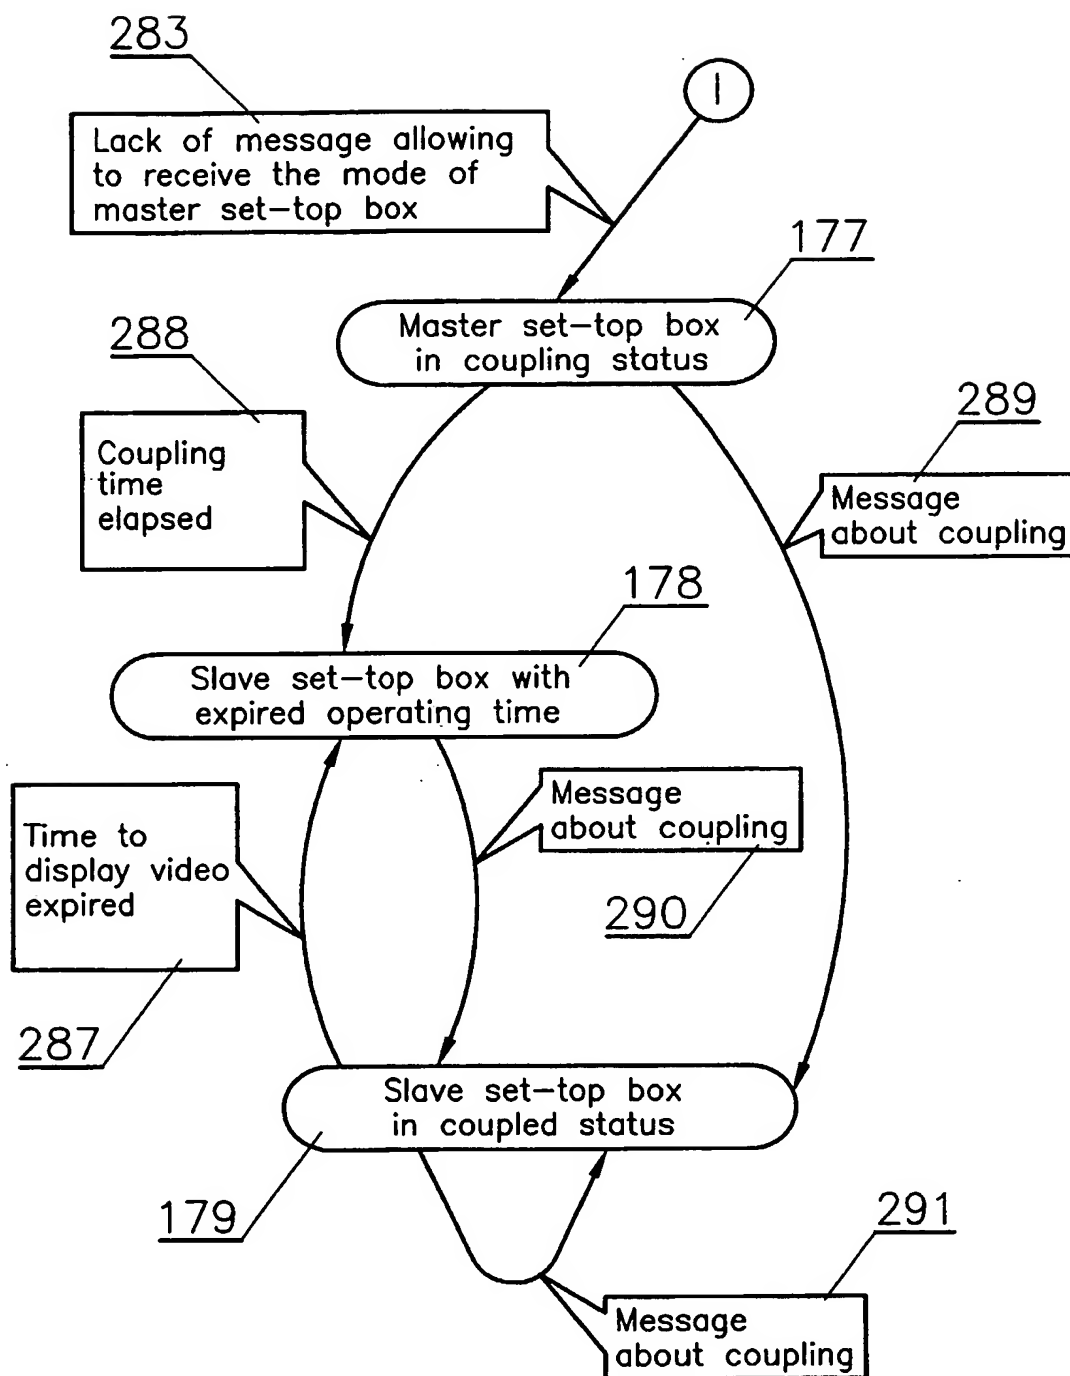 283
I
Lack of message allowing
to receive the mode of
master set-top box
177
Master set-top box
in coupling status
288
289
Coupling
time
elapsed
Message
about coupling
178
Slave set-top box with
expired operating time
Message
about coupling
Time to
display video
expired
290
287
Slave set-top box
in coupled status
179
291
Message
about coupling